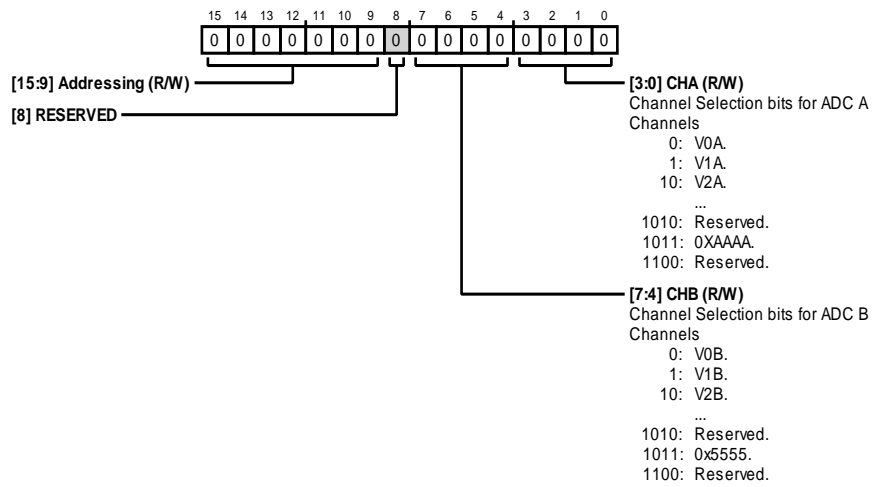 15 14 13 12 11 10 9 8 7 6 5 4 3 2 1 0
0 0 0 0 0 0 0 0 0 0 0 0 0 0 0 0
[15:9] Addressing (R/W)
[8] RESERVED
[3:0] CHA (R/W)
Channel Selection bits for ADC A
Channels
0: V0A.
1: V1A.
10: V2A.
...
1010: Reserved.
1011: 0XAAAA.
1100: Reserved.
[7:4] CHB (R/W)
Channel Selection bits for ADC B
Channels
0: V0B.
1: V1B.
10: V2B.
...
1010: Reserved.
1011: 0x5555.
1100: Reserved.